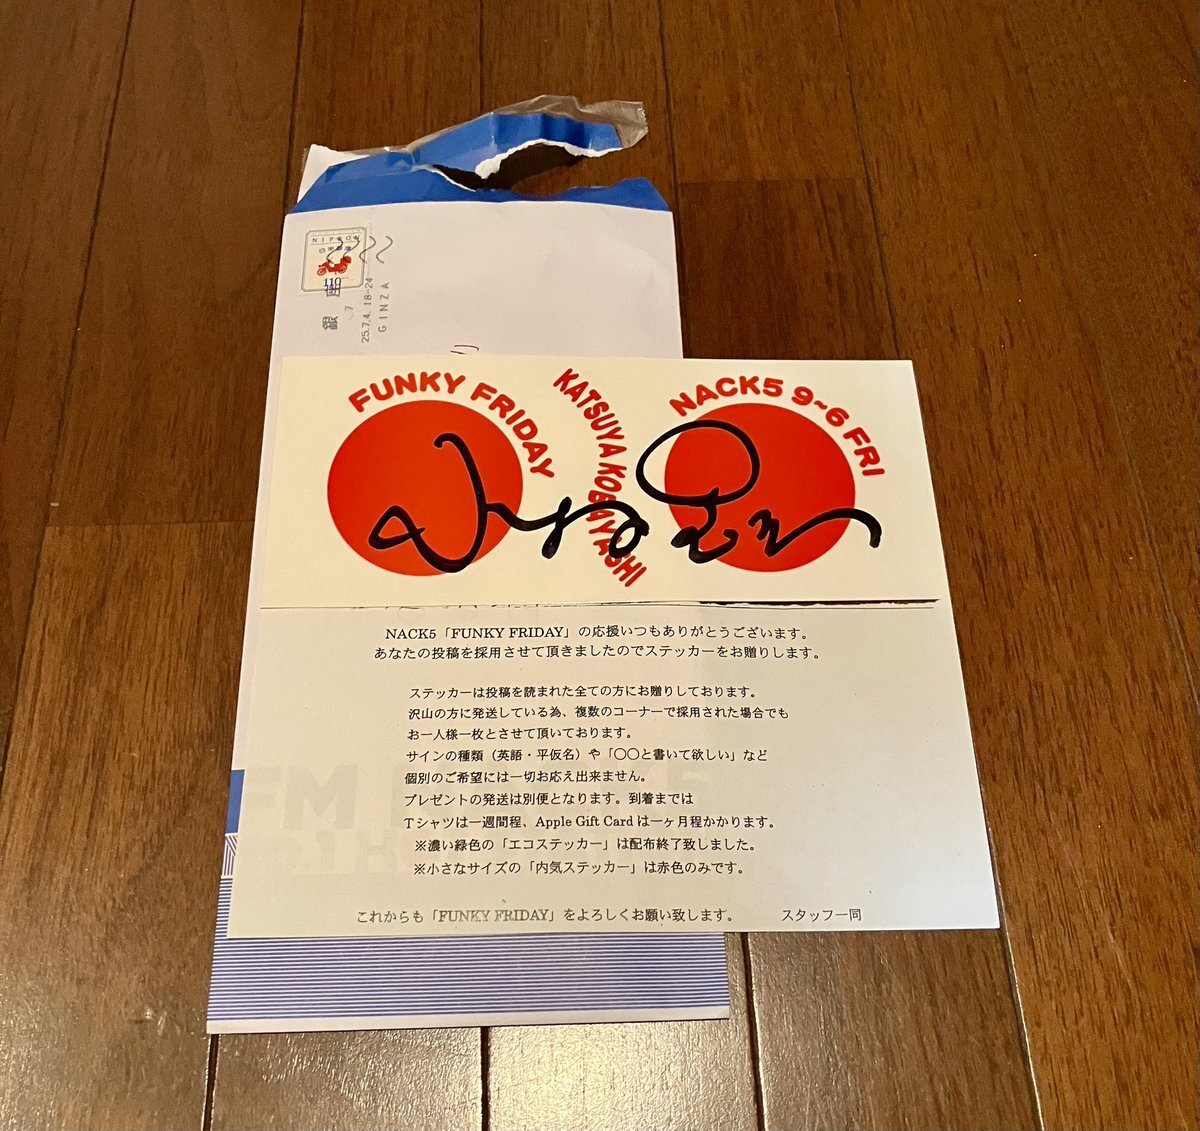 NIPPON
日本郵便
110
銀座
7
25.7.4. 18-24
GINZA
FUNKY FRIDAY
KATSUYA KOBAYASHI
NACK5 9~6 FRI
NACK5「FUNKY FRIDAY」の応援いつもありがとうございます。
あなたの投稿を採用させて頂きましたのでステッカーをお贈りします。
ステッカーは投稿を読まれた全ての方にお贈りしております。
沢山の方に発送している為、複数のコーナーで採用された場合でも
お一人様一枚とさせて頂いております。
サインの種類（英語・平仮名）や「〇〇と書いて欲しい」など
個別のご希望には一切お応え出来ません。
プレゼントの発送は別便となります。到着までは
Tシャツは一週間程、Apple Gift Cardは一ヶ月程かかります。
※濃い緑色の「エコステッカー」は配布終了致しました。
※小さなサイズの「内気ステッカー」は赤色のみです。
これからも「FUNKY FRIDAY」をよろしくお願い致します。 スタッフ一同